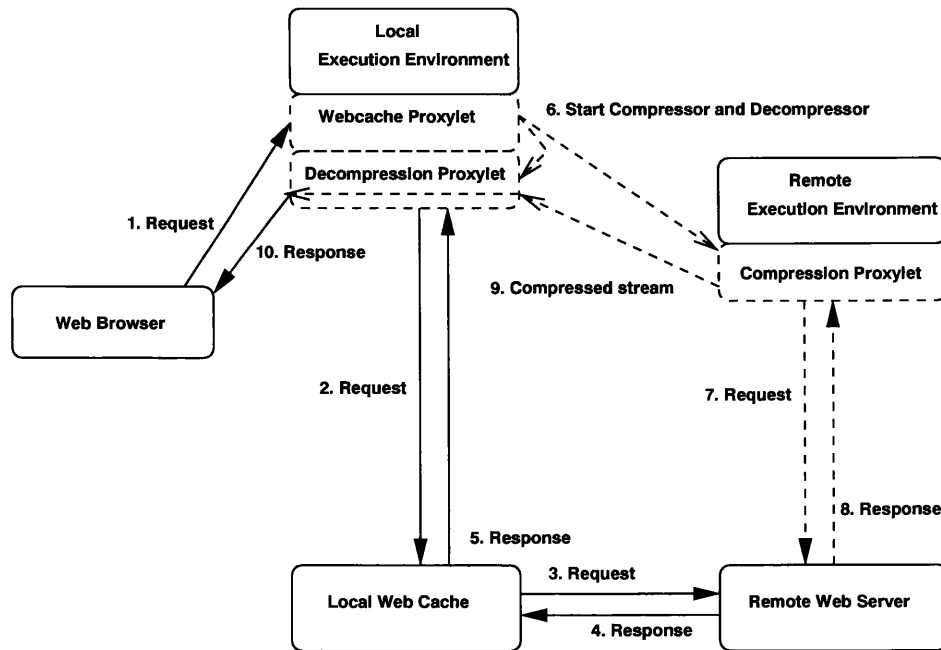 Local
Execution Environment
Webcache Proxylet
6. Start Compressor and Decompressor
Decompression Proxylet
Remote
Execution Environment
1. Request
10. Response
Compression Proxylet
9. Compressed stream
Web Browser
2. Request
7. Request
8. Response
5. Response
3. Request
Local Web Cache
Remote Web Server
4. Response